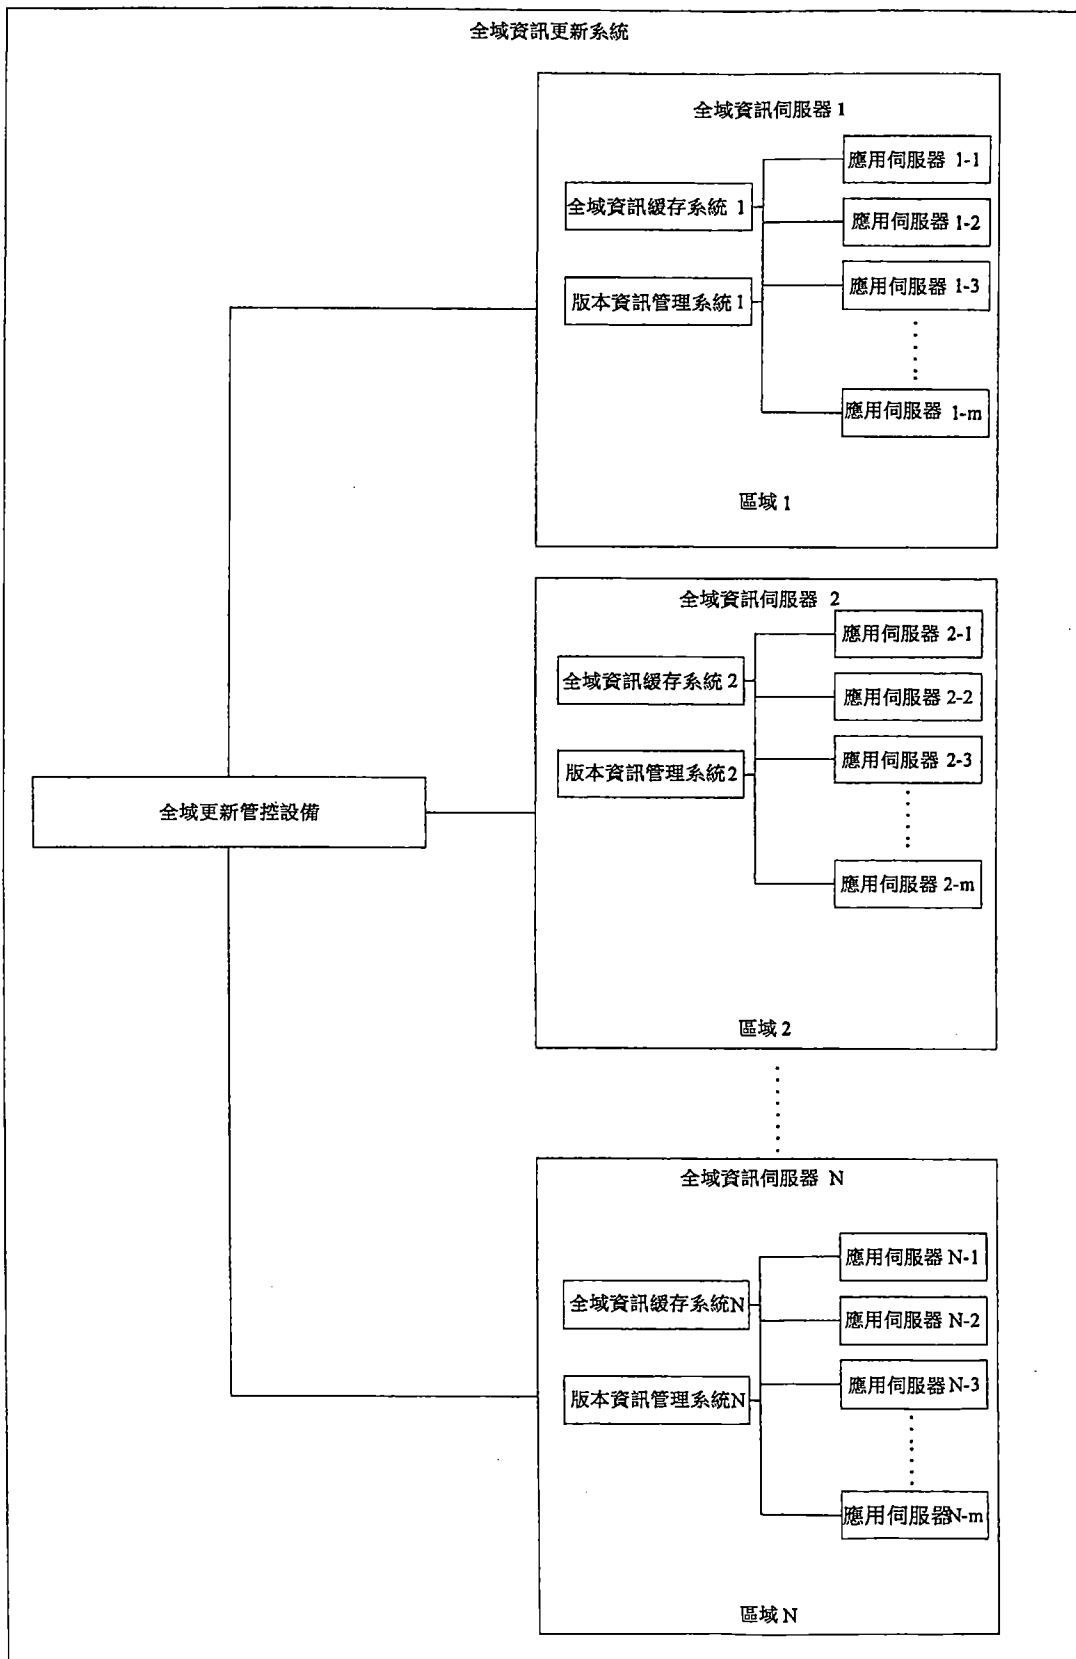 全域資訊更新系統
全域資訊伺服器 1
應用伺服器 1-1
全域資訊緩存系統 1
應用伺服器 1-2
應用伺服器 1-3
版本資訊管理系統 1
應用伺服器 1-m
區域 1
全域資訊伺服器 2
應用伺服器 2-1
全域資訊緩存系統 2
應用伺服器 2-2
應用伺服器 2-3
版本資訊管理系統 2
全域更新管控設備
應用伺服器 2-m
區域 2
全域資訊伺服器 N
應用伺服器 N-1
全域資訊緩存系統N
應用伺服器 N-2
應用伺服器 N-3
版本資訊管理系統N
應用伺服器N-m
區域 N